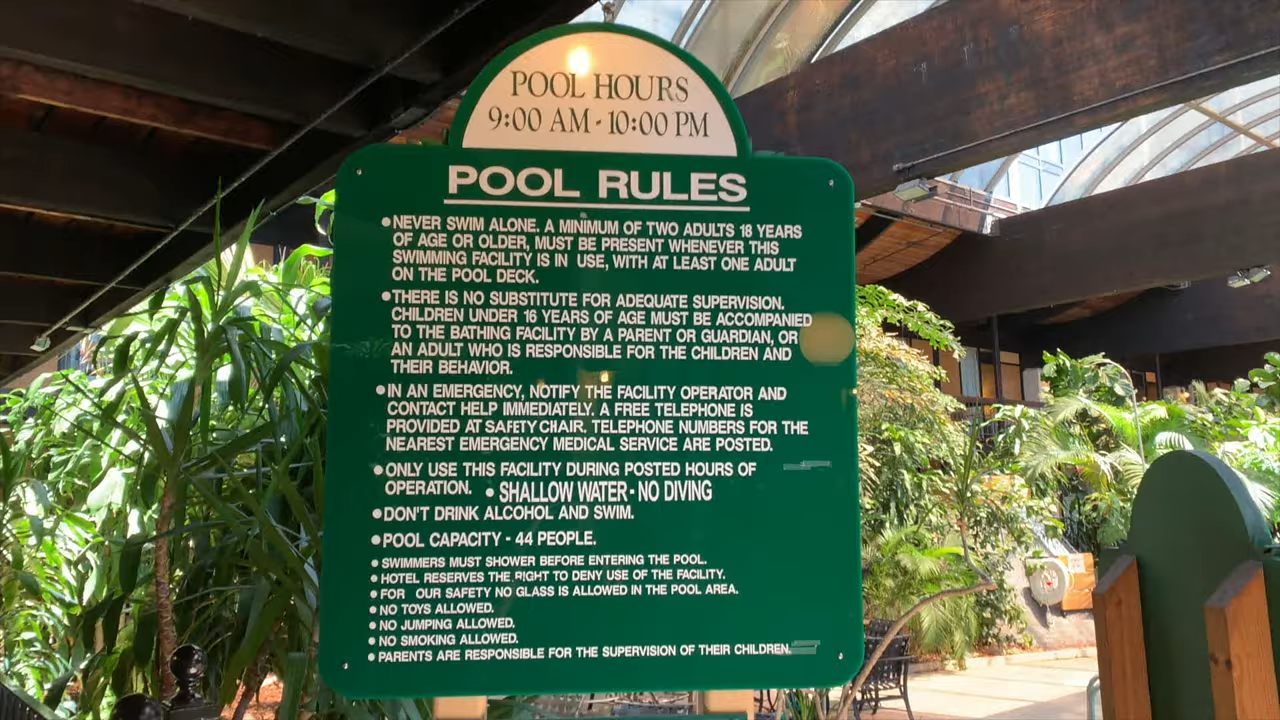 POOL HOURS
9:00 AM - 10:00 PM
POOL RULES
● NEVER SWIM ALONE. A MINIMUM OF TWO ADULTS 18 YEARS
OF AGE OR OLDER, MUST BE PRESENT WHENEVER THIS
SWIMMING FACILITY IS IN USE, WITH AT LEAST ONE ADULT
ON THE POOL DECK.
● THERE IS NO SUBSTITUTE FOR ADEQUATE SUPERVISION.
CHILDREN UNDER 16 YEARS OF AGE MUST BE ACCOMPANIED
TO THE BATHING FACILITY BY A PARENT OR GUARDIAN, OR
AN ADULT WHO IS RESPONSIBLE FOR THE CHILDREN AND
THEIR BEHAVIOR.
● IN AN EMERGENCY, NOTIFY THE FACILITY OPERATOR AND
CONTACT HELP IMMEDIATELY. A FREE TELEPHONE IS
PROVIDED AT SAFETY CHAIR. TELEPHONE NUMBERS FOR THE
NEAREST EMERGENCY MEDICAL SERVICE ARE POSTED.
● ONLY USE THIS FACILITY DURING POSTED HOURS OF
OPERATION. ● SHALLOW WATER - NO DIVING
● DON'T DRINK ALCOHOL AND SWIM.
● POOL CAPACITY - 44 PEOPLE.
● SWIMMERS MUST SHOWER BEFORE ENTERING THE POOL.
● HOTEL RESERVES THE RIGHT TO DENY USE OF THE FACILITY.
● FOR OUR SAFETY NO GLASS IS ALLOWED IN THE POOL AREA.
● NO TOYS ALLOWED.
● NO JUMPING ALLOWED.
● NO SMOKING ALLOWED.
● PARENTS ARE RESPONSIBLE FOR THE SUPERVISION OF THEIR CHILDREN.